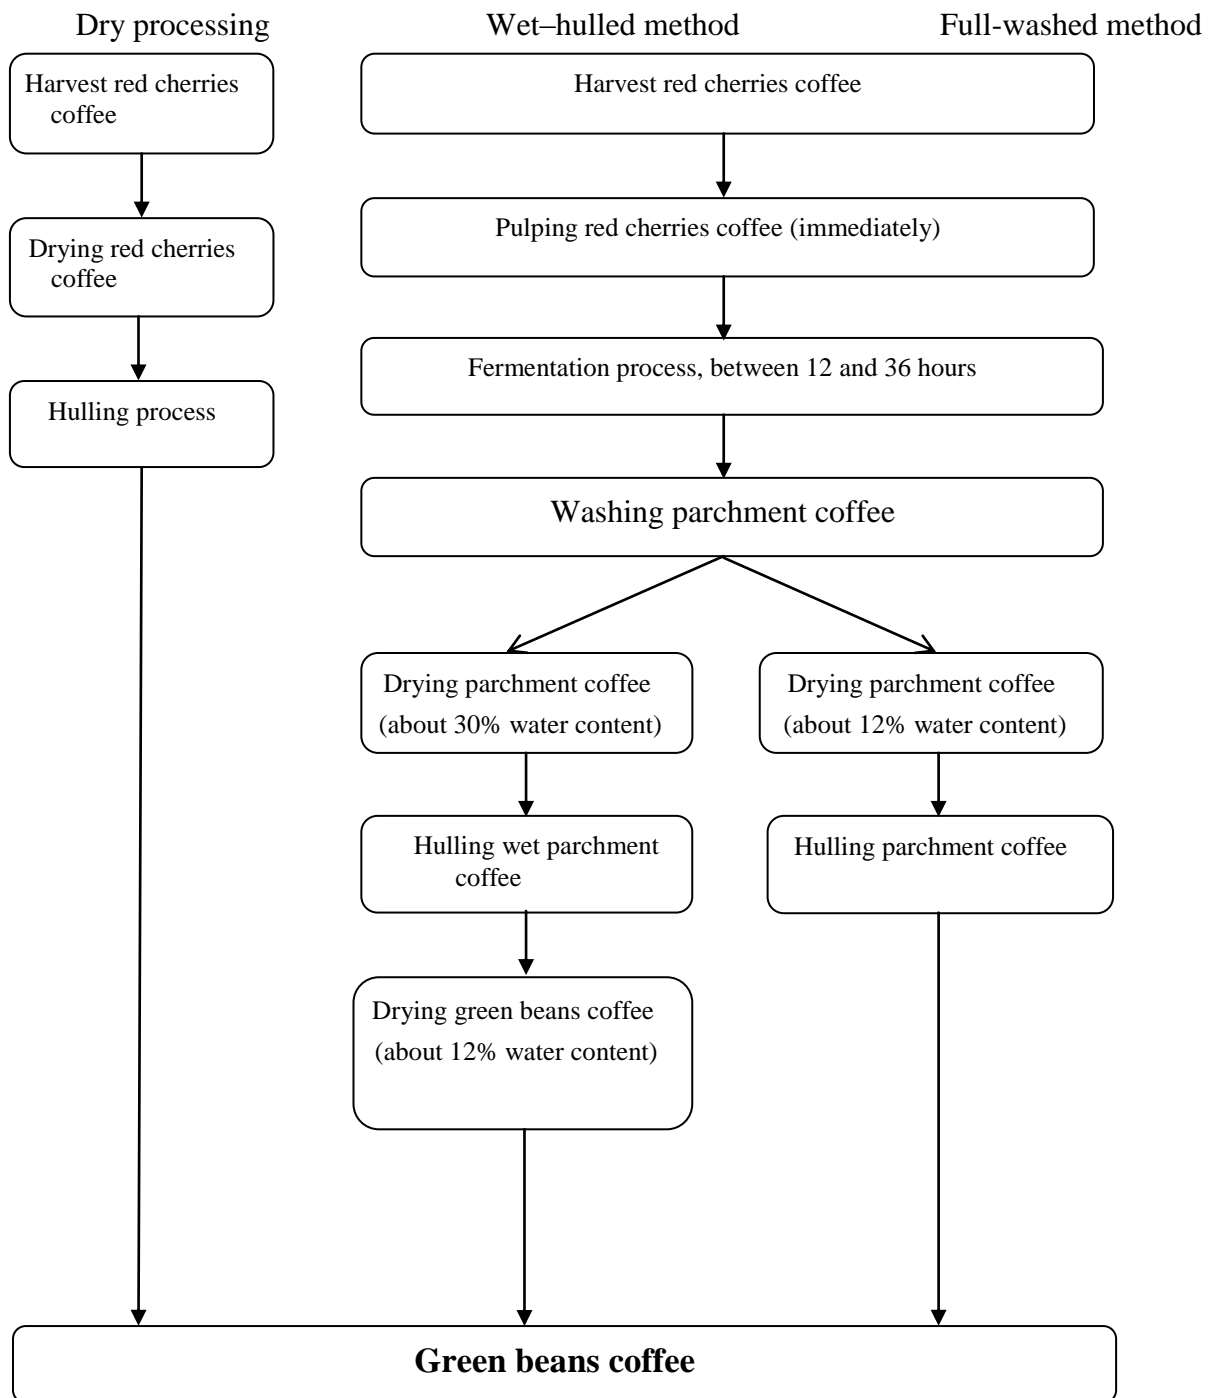 Dry processing
Wet–hulled method
Full-washed method
Harvest red cherries
coffee
Drying red cherries
coffee
Hulling process
Harvest red cherries coffee
Pulping red cherries coffee (immediately)
Fermentation process, between 12 and 36 hours
Washing parchment coffee
Drying parchment coffee
(about 30% water content)
Hulling wet parchment
coffee
Drying green beans coffee
(about 12% water content)
Drying parchment coffee
(about 12% water content)
Hulling parchment coffee
Green beans coffee